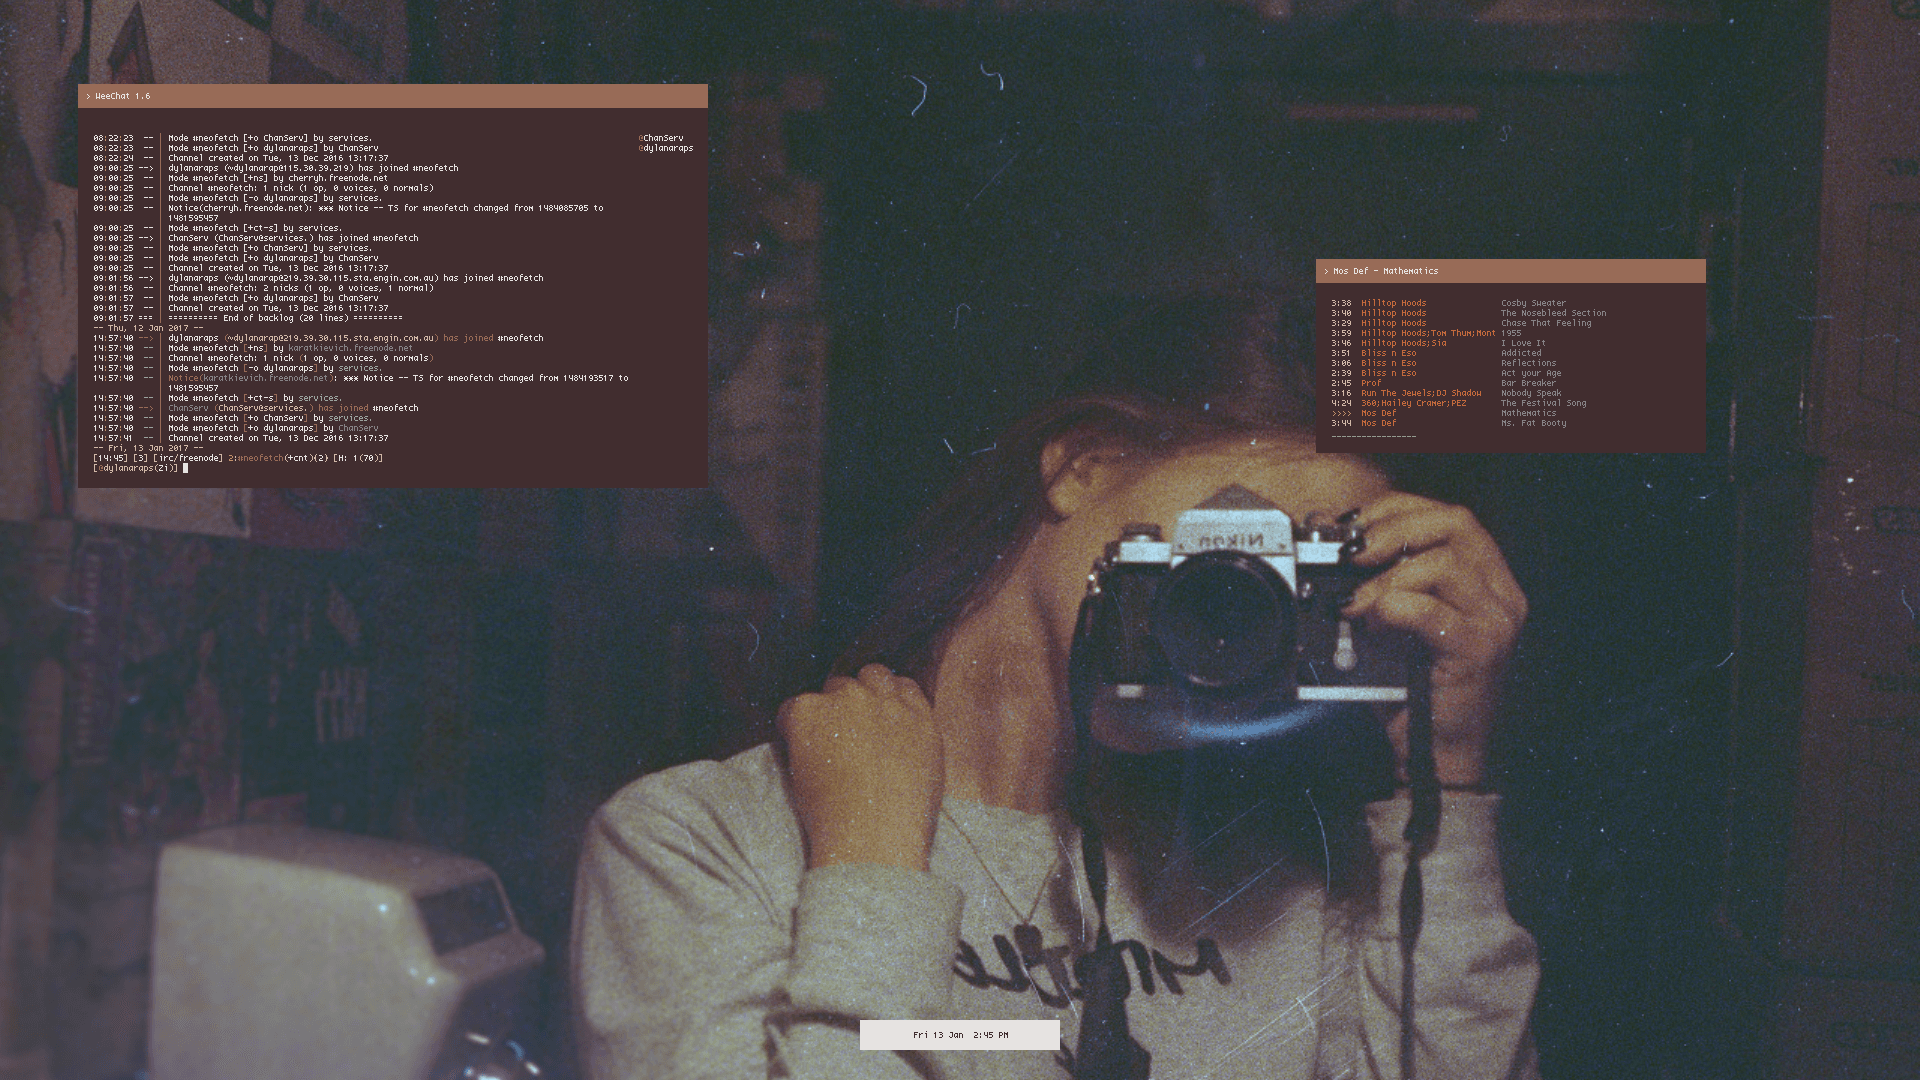 > WeeChat 1.6
08:22:23 -- | Mode #neofetch [+o ChanServ] by services. @ChanServ
08:22:23 -- | Mode #neofetch [+o dylanaraps] by ChanServ @dylanaraps
08:22:24 -- | Channel created on Tue, 13 Dec 2016 13:17:37
09:00:25 --> | dylanaraps (~dylanarap@115.30.39.219) has joined #neofetch
09:00:25 -- | Mode #neofetch [+ns] by cherryh.freenode.net
09:00:25 -- | Channel #neofetch: 1 nick (1 op, 0 voices, 0 normals)
09:00:25 -- | Mode #neofetch [-o dylanaraps] by services.
09:00:25 -- | Notice(cherryh.freenode.net): *** Notice -- TS for #neofetch changed from 1484085705 to
| 1481595457
09:00:25 -- | Mode #neofetch [+ct-s] by services.
09:00:25 --> | ChanServ (ChanServ@services.) has joined #neofetch
09:00:25 -- | Mode #neofetch [+o ChanServ] by services.
09:00:25 -- | Mode #neofetch [+o dylanaraps] by ChanServ
09:00:25 -- | Channel created on Tue, 13 Dec 2016 13:17:37
09:01:56 --> | dylanaraps (~dylanarap@219.39.30.115.sta.engin.com.au) has joined #neofetch
09:01:56 -- | Channel #neofetch: 2 nicks (1 op, 0 voices, 1 normal)
09:01:57 -- | Mode #neofetch [+o dylanaraps] by ChanServ
09:01:57 -- | Channel created on Tue, 13 Dec 2016 13:17:37
09:01:57 === | ========== End of backlog (20 lines) ==========
-- Thu, 12 Jan 2017 --
14:57:40 --> | dylanaraps (~dylanarap@219.39.30.115.sta.engin.com.au) has joined #neofetch
14:57:40 -- | Mode #neofetch [+ns] by karatkievich.freenode.net
14:57:40 -- | Channel #neofetch: 1 nick (1 op, 0 voices, 0 normals)
14:57:40 -- | Mode #neofetch [-o dylanaraps] by services.
14:57:40 -- | Notice(karatkievich.freenode.net): *** Notice -- TS for #neofetch changed from 1484193517 to
| 1481595457
14:57:40 -- | Mode #neofetch [+ct-s] by services.
14:57:40 --> | ChanServ (ChanServ@services.) has joined #neofetch
14:57:40 -- | Mode #neofetch [+o ChanServ] by services.
14:57:40 -- | Mode #neofetch [+o dylanaraps] by ChanServ
14:57:41 -- | Channel created on Tue, 13 Dec 2016 13:17:37
-- Fri, 13 Jan 2017 --
[14:45] [3] [irc/freenode] 2:#neofetch(+cnt){2} [H: 1(70)]
[@dylanaraps(Zi)]
> Mos Def - Mathematics
3:38 Hilltop Hoods Cosby Sweater
3:40 Hilltop Hoods The Nosebleed Section
3:29 Hilltop Hoods Chase That Feeling
3:59 Hilltop Hoods;Tom Thum;Mont 1955
3:46 Hilltop Hoods;Sia I Love It
3:51 Bliss n Eso Addicted
3:06 Bliss n Eso Reflections
2:39 Bliss n Eso Act your Age
2:45 Prof Bar Breaker
3:16 Run The Jewels;DJ Shadow Nobody Speak
4:24 360;Hailey Cramer;PEZ The Festival Song
>>>> Mos Def Mathematics
3:44 Mos Def Ms. Fat Booty
-----------------
Nikon
Fri 13 Jan 2:45 PM